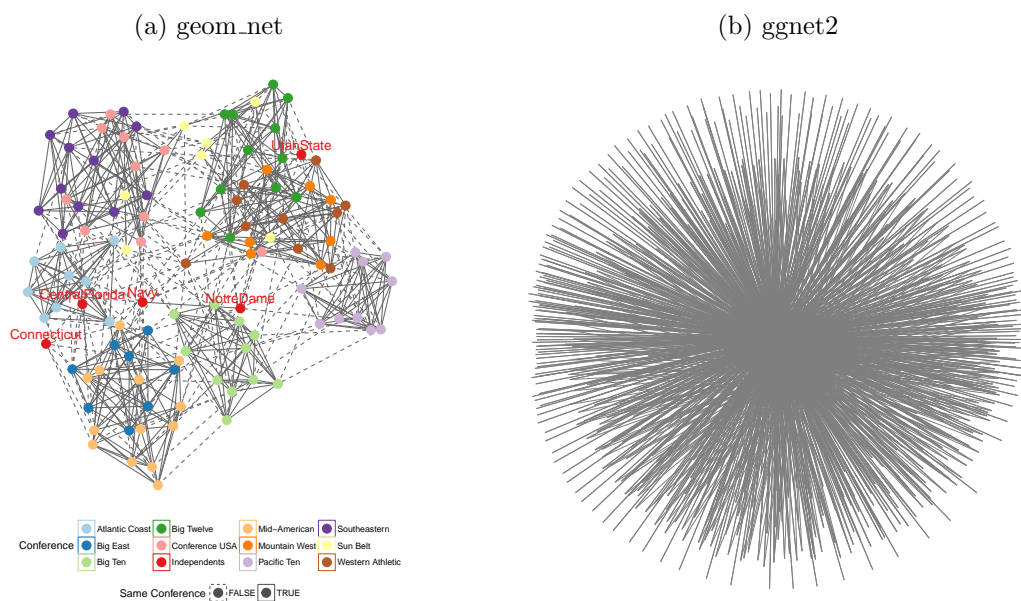 (a) geom_net
(b) ggnet2
UtahState
CentralFlorida
Navy
NotreDame
Connecticut
Atlantic Coast Big Twelve Mid−American Southeastern
Conference Big East Conference USA Mountain West Sun Belt
Big Ten Independents Pacific Ten Western Athletic
Same Conference FALSE TRUE